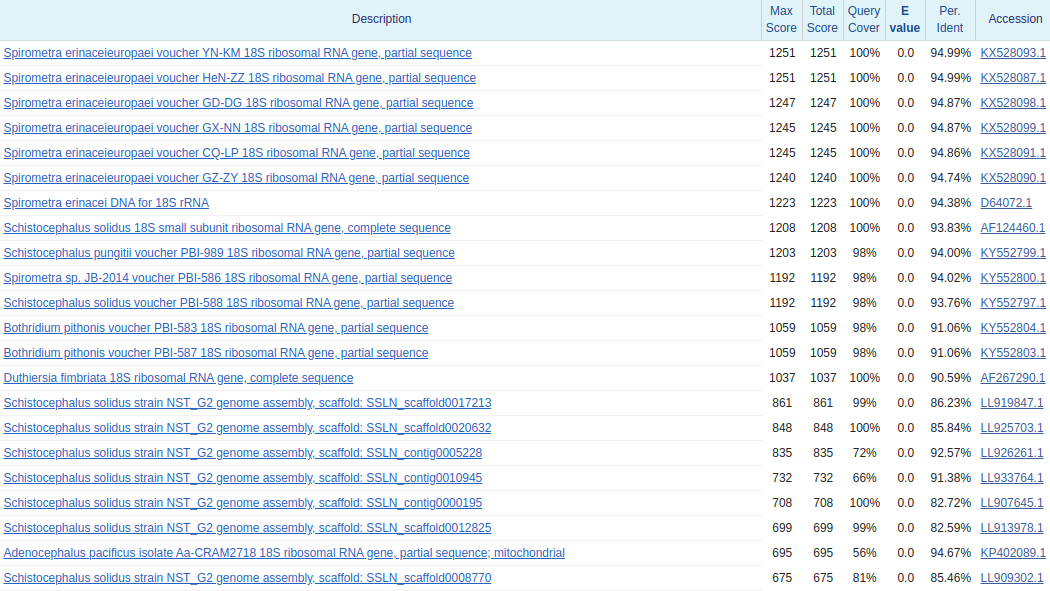 Description Max Score Total Score Query Cover E value Per. Ident Accession
Spirometra erinaceieuropaei voucher YN-KM 18S ribosomal RNA gene, partial sequence 1251 1251 100% 0.0 94.99% KX528093.1
Spirometra erinaceieuropaei voucher HeN-ZZ 18S ribosomal RNA gene, partial sequence 1251 1251 100% 0.0 94.99% KX528087.1
Spirometra erinaceieuropaei voucher GD-DG 18S ribosomal RNA gene, partial sequence 1247 1247 100% 0.0 94.87% KX528098.1
Spirometra erinaceieuropaei voucher GX-NN 18S ribosomal RNA gene, partial sequence 1245 1245 100% 0.0 94.87% KX528099.1
Spirometra erinaceieuropaei voucher CQ-LP 18S ribosomal RNA gene, partial sequence 1245 1245 100% 0.0 94.86% KX528091.1
Spirometra erinaceieuropaei voucher GZ-ZY 18S ribosomal RNA gene, partial sequence 1240 1240 100% 0.0 94.74% KX528090.1
Spirometra erinacei DNA for 18S rRNA 1223 1223 100% 0.0 94.38% D64072.1
Schistocephalus solidus 18S small subunit ribosomal RNA gene, complete sequence 1208 1208 100% 0.0 93.83% AF124460.1
Schistocephalus pungitii voucher PBI-989 18S ribosomal RNA gene, partial sequence 1203 1203 98% 0.0 94.00% KY552799.1
Spirometra sp. JB-2014 voucher PBI-586 18S ribosomal RNA gene, partial sequence 1192 1192 98% 0.0 94.02% KY552800.1
Schistocephalus solidus voucher PBI-588 18S ribosomal RNA gene, partial sequence 1192 1192 98% 0.0 93.76% KY552797.1
Bothridium pithonis voucher PBI-583 18S ribosomal RNA gene, partial sequence 1059 1059 98% 0.0 91.06% KY552804.1
Bothridium pithonis voucher PBI-587 18S ribosomal RNA gene, partial sequence 1059 1059 98% 0.0 91.06% KY552803.1
Duthiersia fimbriata 18S ribosomal RNA gene, complete sequence 1037 1037 100% 0.0 90.59% AF267290.1
Schistocephalus solidus strain NST_G2 genome assembly, scaffold: SSLN_scaffold0017213 861 861 99% 0.0 86.23% LL919847.1
Schistocephalus solidus strain NST_G2 genome assembly, scaffold: SSLN_scaffold0020632 848 848 100% 0.0 85.84% LL925703.1
Schistocephalus solidus strain NST_G2 genome assembly, scaffold: SSLN_contig0005228 835 835 72% 0.0 92.57% LL926261.1
Schistocephalus solidus strain NST_G2 genome assembly, scaffold: SSLN_contig0010945 732 732 66% 0.0 91.38% LL933764.1
Schistocephalus solidus strain NST_G2 genome assembly, scaffold: SSLN_contig0000195 708 708 100% 0.0 82.72% LL907645.1
Schistocephalus solidus strain NST_G2 genome assembly, scaffold: SSLN_scaffold0012825 699 699 99% 0.0 82.59% LL913978.1
Adenocephalus pacificus isolate Aa-CRAM2718 18S ribosomal RNA gene, partial sequence; mitochondrial 695 695 56% 0.0 94.67% KP402089.1
Schistocephalus solidus strain NST_G2 genome assembly, scaffold: SSLN_scaffold0008770 675 675 81% 0.0 85.46% LL909302.1